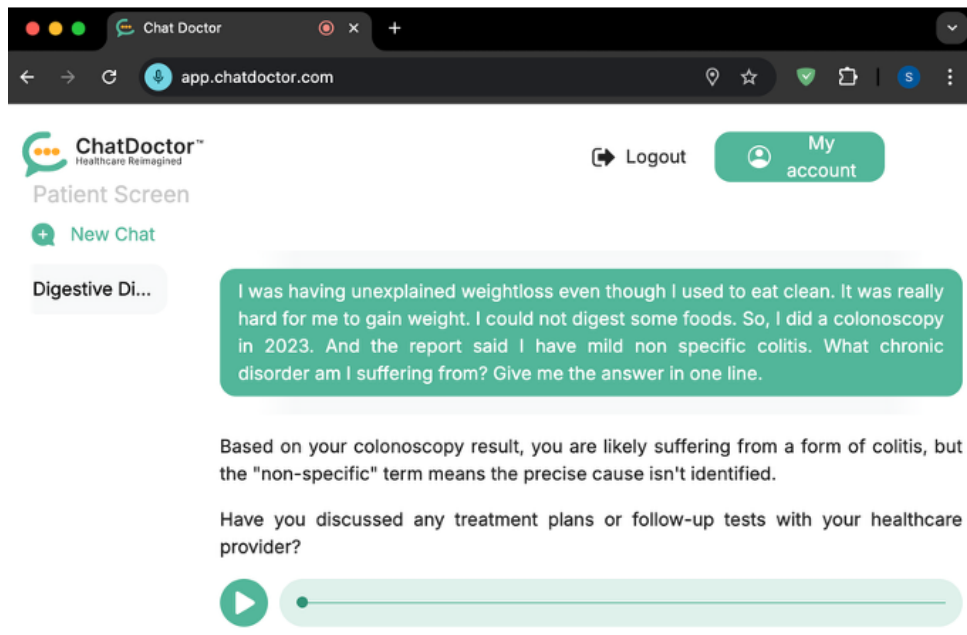 Chat Doctor
app.chatdoctor.com
S
ChatDoctor™
Healthcare Reimagined
Logout
My
account
Patient Screen
New Chat
Digestive Di...
I was having unexplained weightloss even though I used to eat clean. It was really
hard for me to gain weight. I could not digest some foods. So, I did a colonoscopy
in 2023. And the report said I have mild non specific colitis. What chronic
disorder am I suffering from? Give me the answer in one line.
Based on your colonoscopy result, you are likely suffering from a form of colitis, but
the "non-specific" term means the precise cause isn't identified.
Have you discussed any treatment plans or follow-up tests with your healthcare
provider?